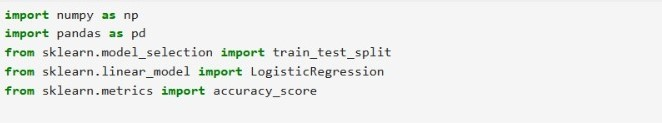 import numpy as np
import pandas as pd
from sklearn.model_selection import train_test_split
from sklearn.linear_model import LogisticRegression
from sklearn.metrics import accuracy_score